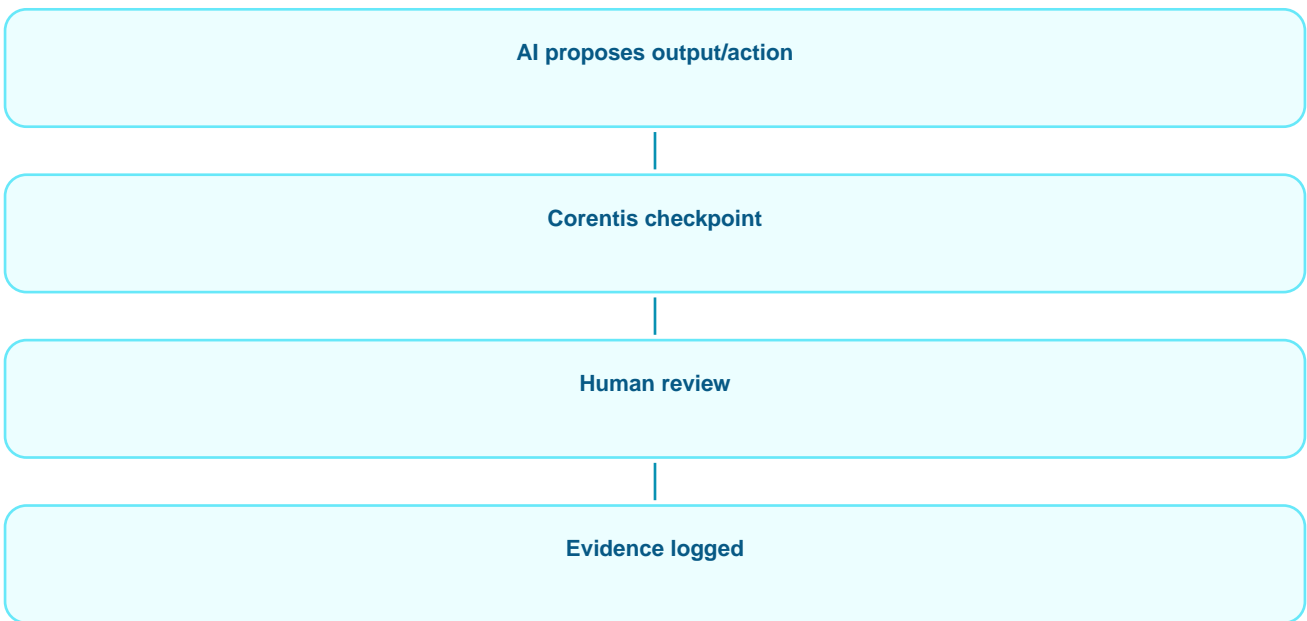 AI proposes output/action
Corentis checkpoint
Human review
Evidence logged